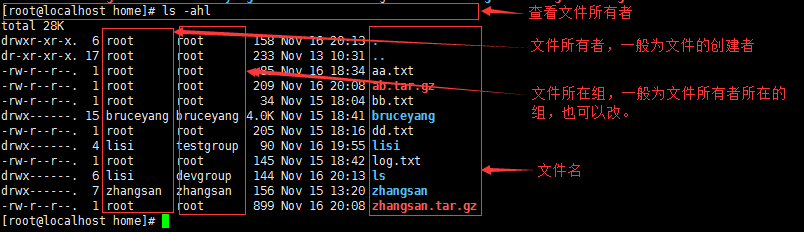 [root@localhost home]# ls -ahl
查看文件所有者
total 28K
drwxr-xr-x. 6 root root 158 Nov 16 20:13 .
dr-xr-xr-x. 17 root root 233 Nov 13 10:31 ..
-rw-r--r--. 1 root root 85 Nov 16 18:34 aa.txt
-rw-r--r--. 1 root root 209 Nov 16 20:08 ab.tar.gz
-rw-r--r--. 1 root root 34 Nov 15 18:04 bb.txt
drwx------. 15 bruceyang bruceyang 4.0K Nov 15 18:41 bruceyang
-rw-r--r--. 1 root root 205 Nov 15 18:16 dd.txt
drwx------. 4 lisi testgroup 90 Nov 16 19:55 lisi
-rw-r--r--. 1 root root 145 Nov 15 18:42 log.txt
drwx------. 6 lisi devgroup 144 Nov 16 20:13 ls
drwx------. 7 zhangsan zhangsan 156 Nov 15 13:20 zhangsan
-rw-r--r--. 1 root root 899 Nov 16 20:08 zhangsan.tar.gz
[root@localhost home]#
文件所有者，一般为文件的创建者
文件所在组，一般为文件所有者所在的
组，也可以改。
文件名